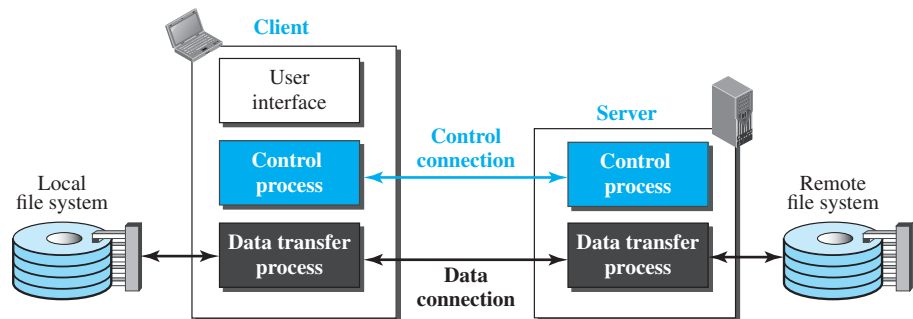 Client
User
interface
Control
connection
Server
Control
process
Control
process
Local
file system
Remote
file system
Data transfer
process
Data transfer
process
Data
connection